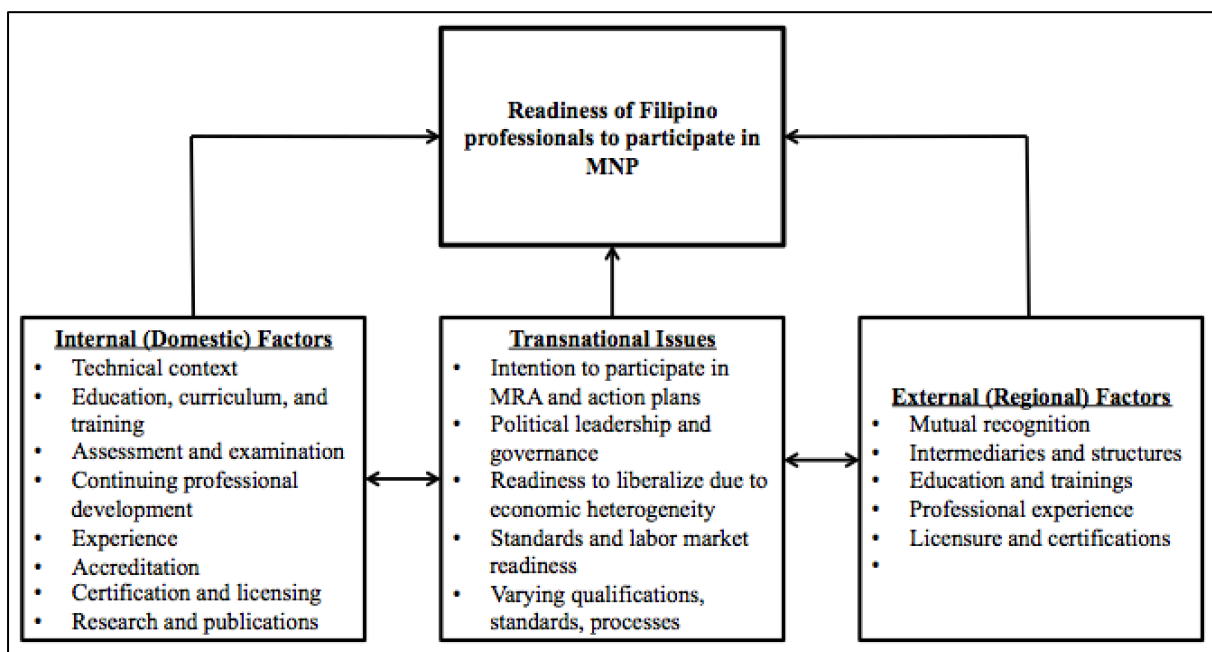 Readiness of Filipino
professionals to participate in
MNP
Internal (Domestic) Factors
• Technical context
• Education, curriculum, and
training
• Assessment and examination
• Continuing professional
development
• Experience
• Accreditation
• Certification and licensing
• Research and publications
Transnational Issues
• Intention to participate in
MRA and action plans
• Political leadership and
governance
• Readiness to liberalize due to
economic heterogeneity
• Standards and labor market
readiness
• Varying qualifications,
standards, processes
External (Regional) Factors
• Mutual recognition
• Intermediaries and structures
• Education and trainings
• Professional experience
• Licensure and certifications
•